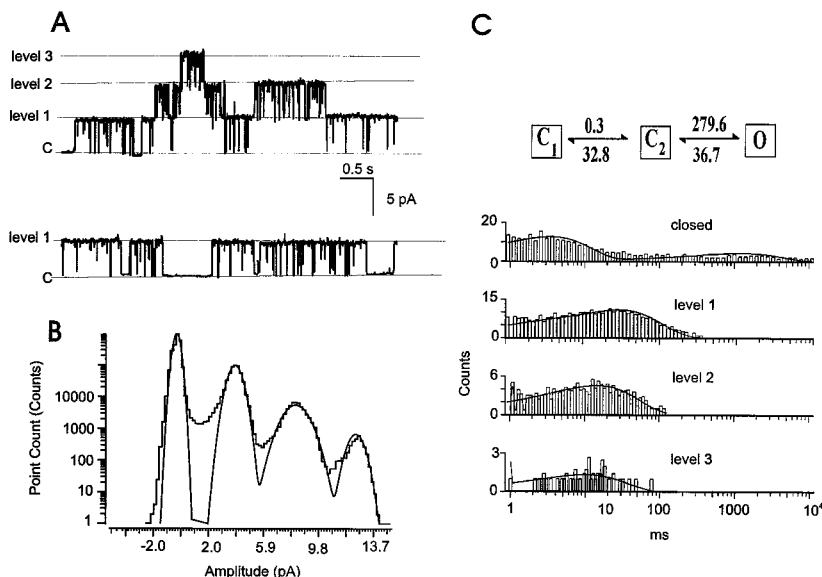 A
level 3
level 2
level 1
C
0.5 s
5 pA
level 1
C
B
Point Count (Counts)
10000
1000
100
10
1
-2.0 2.0 5.9 9.8 13.7
Amplitude (pA)
C
C1 0.3 32.8 C2 279.6 36.7 O
closed
20
0
level 1
15
0
level 2
6
0
level 3
3
0
Counts
1 10 100 1000 10⁴
ms